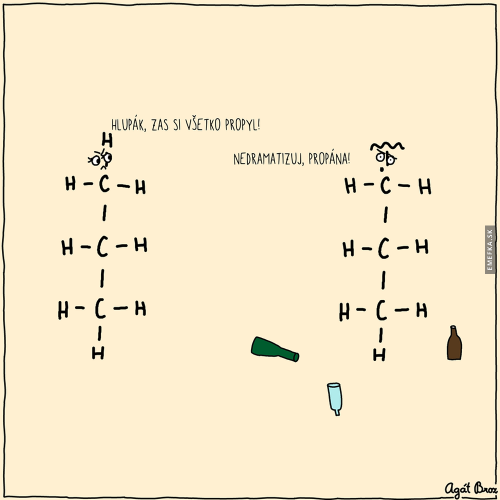 HLUPÁK, ZAS SI VŠETKO PROPYL!
H
NEDRAMATIZUJ, PROPÁNA!
H – C – H
H – C – H
H – C – H
H – C – H
H – C – H
H – C – H
H
H
EMEFKA.SK
Agát Broz